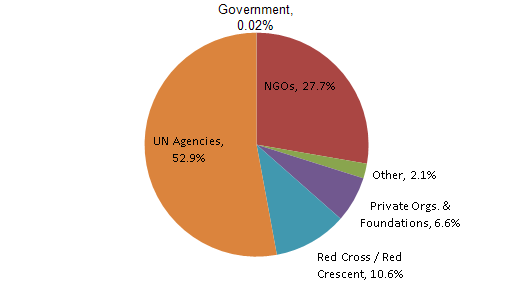 Government,
0.02%
NGOs, 27.7%
UN Agencies,
52.9%
Other, 2.1%
Private Orgs. &
Foundations, 6.6%
Red Cross / Red
Crescent, 10.6%